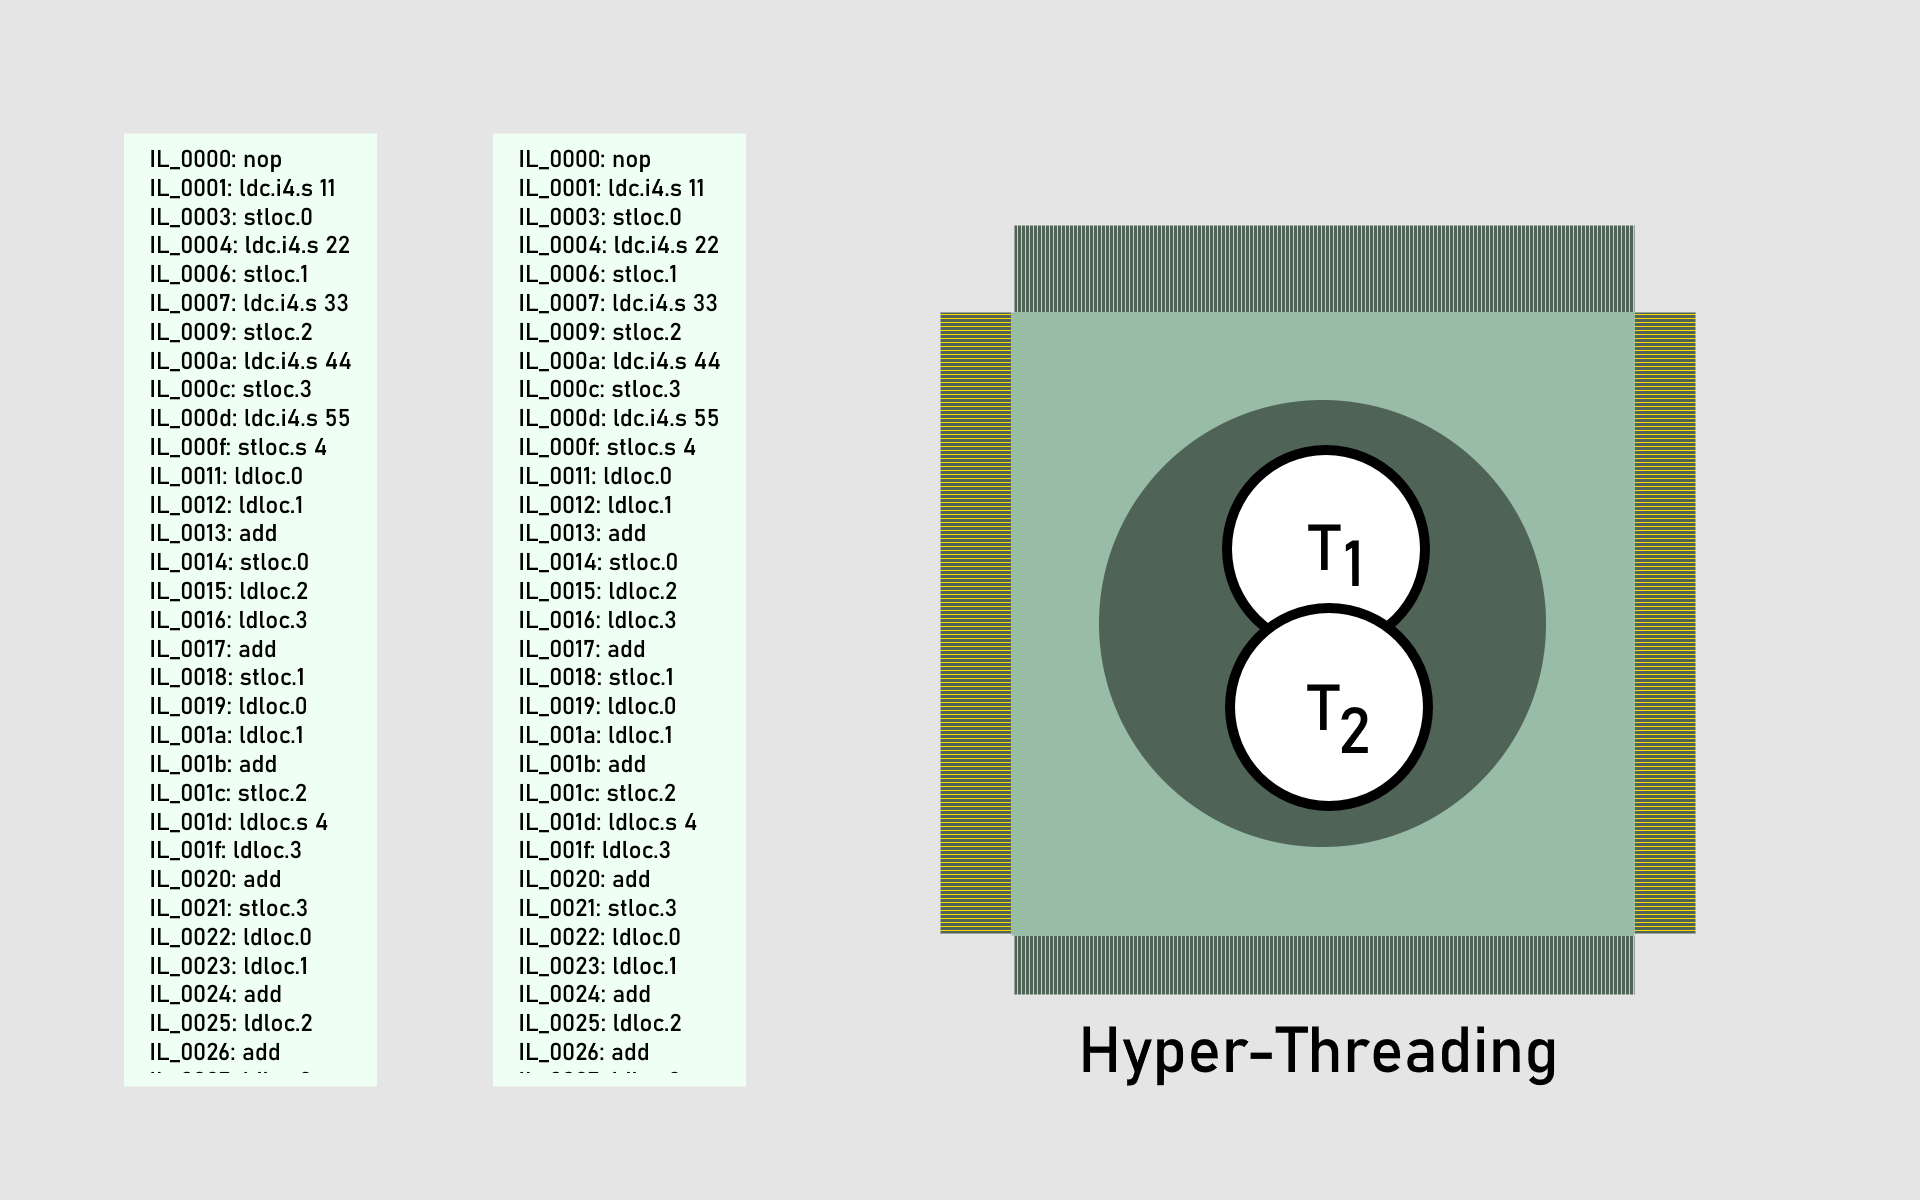 IL_0000: nop
IL_0001: ldc.i4.s 11
IL_0003: stloc.0
IL_0004: ldc.i4.s 22
IL_0006: stloc.1
IL_0007: ldc.i4.s 33
IL_0009: stloc.2
IL_000a: ldc.i4.s 44
IL_000c: stloc.3
IL_000d: ldc.i4.s 55
IL_000f: stloc.s 4
IL_0011: ldloc.0
IL_0012: ldloc.1
IL_0013: add
IL_0014: stloc.0
IL_0015: ldloc.2
IL_0016: ldloc.3
IL_0017: add
IL_0018: stloc.1
IL_0019: ldloc.0
IL_001a: ldloc.1
IL_001b: add
IL_001c: stloc.2
IL_001d: ldloc.s 4
IL_001f: ldloc.3
IL_0020: add
IL_0021: stloc.3
IL_0022: ldloc.0
IL_0023: ldloc.1
IL_0024: add
IL_0025: ldloc.2
IL_0026: add
IL_0000: nop
IL_0001: ldc.i4.s 11
IL_0003: stloc.0
IL_0004: ldc.i4.s 22
IL_0006: stloc.1
IL_0007: ldc.i4.s 33
IL_0009: stloc.2
IL_000a: ldc.i4.s 44
IL_000c: stloc.3
IL_000d: ldc.i4.s 55
IL_000f: stloc.s 4
IL_0011: ldloc.0
IL_0012: ldloc.1
IL_0013: add
IL_0014: stloc.0
IL_0015: ldloc.2
IL_0016: ldloc.3
IL_0017: add
IL_0018: stloc.1
IL_0019: ldloc.0
IL_001a: ldloc.1
IL_001b: add
IL_001c: stloc.2
IL_001d: ldloc.s 4
IL_001f: ldloc.3
IL_0020: add
IL_0021: stloc.3
IL_0022: ldloc.0
IL_0023: ldloc.1
IL_0024: add
IL_0025: ldloc.2
IL_0026: add
T1
T2
Hyper-Threading